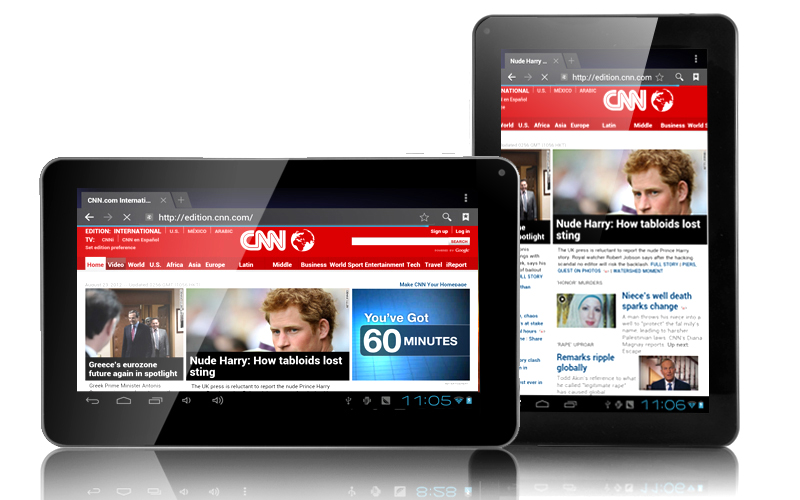 CNN.com Internati...
http://edition.cnn.com/
EDITION: INTERNATIONAL U.S. MÉXICO ARABIC
TV: CNNi CNN en Español
Set edition preference
CNN
Sign up Log in
SEARCH
Google
Home Video World U.S. Africa Asia Europe Latin Middle Business World Sport Entertainment Tech Travel iReport
Make CNN Your Homepage
Greece's eurozone
future again in spotlight
Greek Prime Minister Antonis
Nude Harry: How tabloids lost
sting
The UK press is reluctant to report the nude Prince Harry
You've Got
60 MINUTES
11:05
Nude Harry ...
http://edition.cnn.com
RNATIONAL U.S. MÉXICO ARABIC
en Español
CNN
World U.S. Africa Asia Europe Latin Middle Business World S
potlight
Nude Harry: How tabloids lost
sting
The UK press is reluctant to report the nude Prince Harry
story. Royal watcher Robert Jobson says after the hacking
scandal no editor will risk the backlash. FULL STORY | PIERS,
GUEST ON PHOTOS WATERSHED MOMENT
'HONOR' MURDERS
Niece's well death
sparks change
A man throws his niece into a
well to "protect" the fal mily's
name, leading to harsher
Palestinian laws. CNN's Diana
Magnay reports. Up next:
Escape
'RAPE' UPROAR
Remarks ripple
globally
Todd Akin's reference to what
he called "legitimate rape"
has caused global
11:06